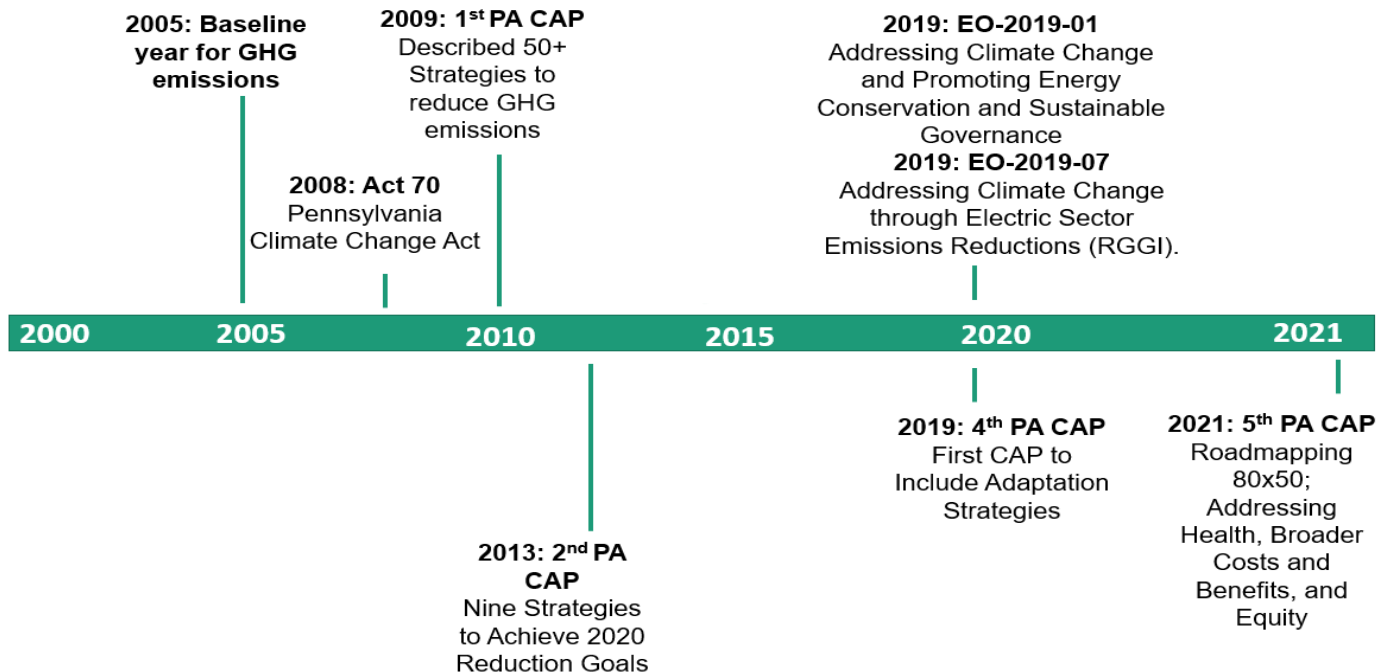 2005: Baseline
year for GHG
emissions
2008: Act 70
Pennsylvania
Climate Change Act
2009: 1st PA CAP
Described 50+
Strategies to
reduce GHG
emissions
2019: EO-2019-01
Addressing Climate Change
and Promoting Energy
Conservation and Sustainable
Governance
2019: EO-2019-07
Addressing Climate Change
through Electric Sector
Emissions Reductions (RGGI).
2000 2005 2010 2015 2020 2021
2013: 2nd PA
CAP
Nine Strategies
to Achieve 2020
Reduction Goals
2019: 4th PA CAP
First CAP to
Include Adaptation
Strategies
2021: 5th PA CAP
Roadmapping
80x50;
Addressing
Health, Broader
Costs and
Benefits, and
Equity